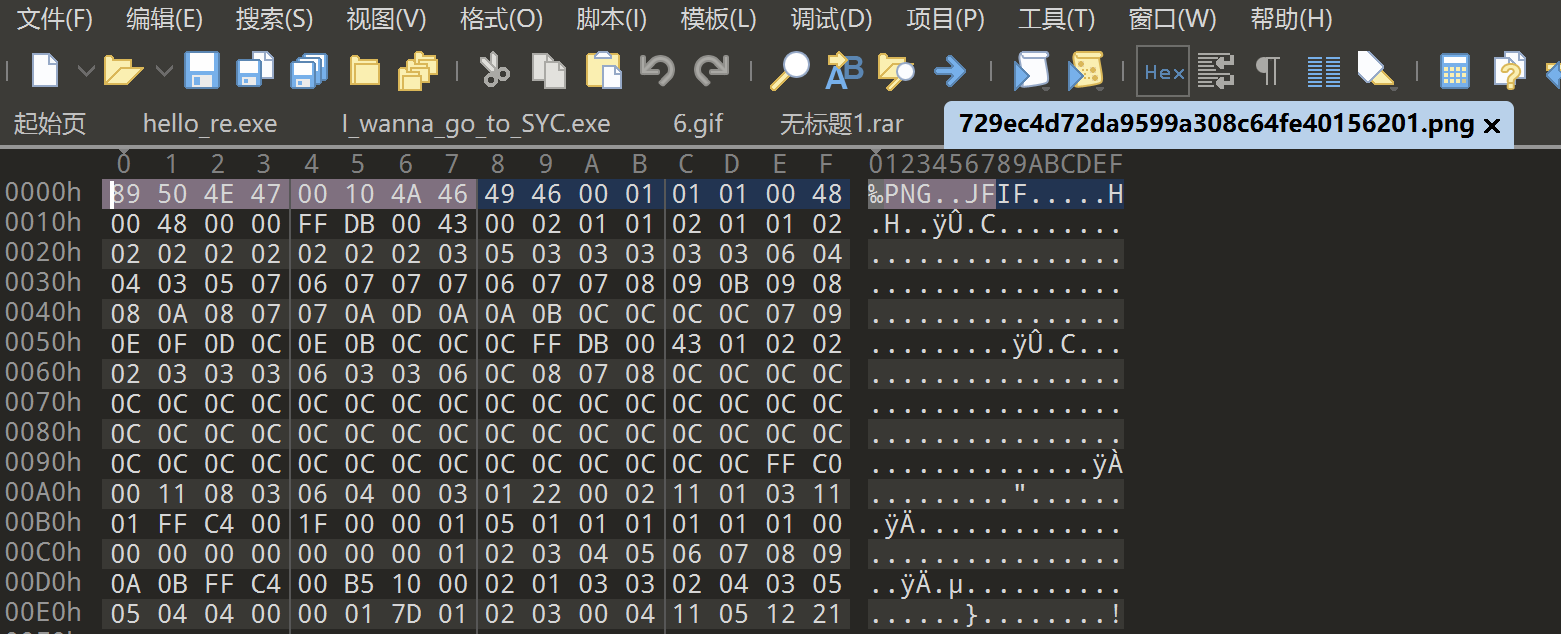 文件(F) 编辑(E) 搜索(S) 视图(V) 格式(O) 脚本(I) 模板(L) 调试(D) 项目(P) 工具(T) 窗口(W) 帮助(H)
AB Hex ¶
起始页 hello_re.exe I_wanna_go_to_SYC.exe 6.gif 无标题1.rar 729ec4d72da9599a308c64fe40156201.png ×
0 1 2 3 4 5 6 7 8 9 A B C D E F 0123456789ABCDEF
0000h 89 50 4E 47 00 10 4A 46 49 46 00 01 01 01 00 48 ‰PNG..JFIF.....H
0010h 00 48 00 00 FF DB 00 43 00 02 01 01 02 01 01 02 .H..ÿÛ.C........
0020h 02 02 02 02 02 02 02 03 05 03 03 03 03 03 06 04 ................
0030h 04 03 05 07 06 07 07 07 06 07 07 08 09 0B 09 08 ................
0040h 08 0A 08 07 07 0A 0D 0A 0A 0B 0C 0C 0C 0C 07 09 ................
0050h 0E 0F 0D 0C 0E 0B 0C 0C 0C FF DB 00 43 01 02 02 .........ÿÛ.C...
0060h 02 03 03 03 06 03 03 06 0C 08 07 08 0C 0C 0C 0C ................
0070h 0C 0C 0C 0C 0C 0C 0C 0C 0C 0C 0C 0C 0C 0C 0C 0C ................
0080h 0C 0C 0C 0C 0C 0C 0C 0C 0C 0C 0C 0C 0C 0C 0C 0C ................
0090h 0C 0C 0C 0C 0C 0C 0C 0C 0C 0C 0C 0C 0C 0C FF C0 ..............ÿÀ
00A0h 00 11 08 03 06 04 00 03 01 22 00 02 11 01 03 11 ........."......
00B0h 01 FF C4 00 1F 00 00 01 05 01 01 01 01 01 01 00 .ÿÄ.............
00C0h 00 00 00 00 00 00 00 01 02 03 04 05 06 07 08 09 ................
00D0h 0A 0B FF C4 00 B5 10 00 02 01 03 03 02 04 03 05 ..ÿÄ.µ..........
00E0h 05 04 04 00 00 01 7D 01 02 03 00 04 11 05 12 21 ......}........!